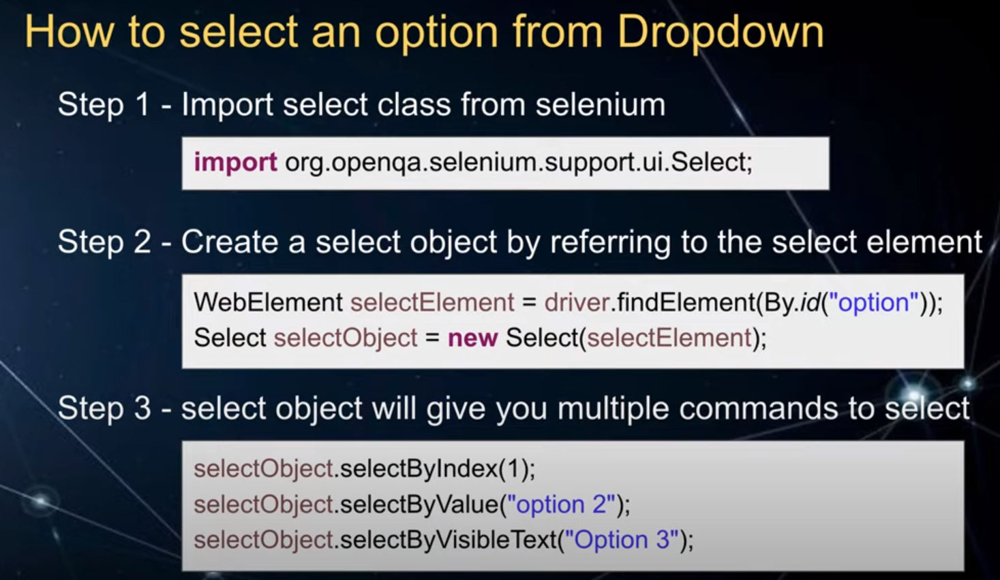 How to select an option from Dropdown
Step 1 - Import select class from selenium
import org.openqa.selenium.support.ui.Select;
Step 2 - Create a select object by referring to the select element
WebElement selectElement = driver.findElement(By.id("option"));
Select selectObject = new Select(selectElement);
Step 3 - select object will give you multiple commands to select
selectObject.selectByIndex(1);
selectObject.selectByValue("option 2");
selectObject.selectByVisibleText("Option 3");